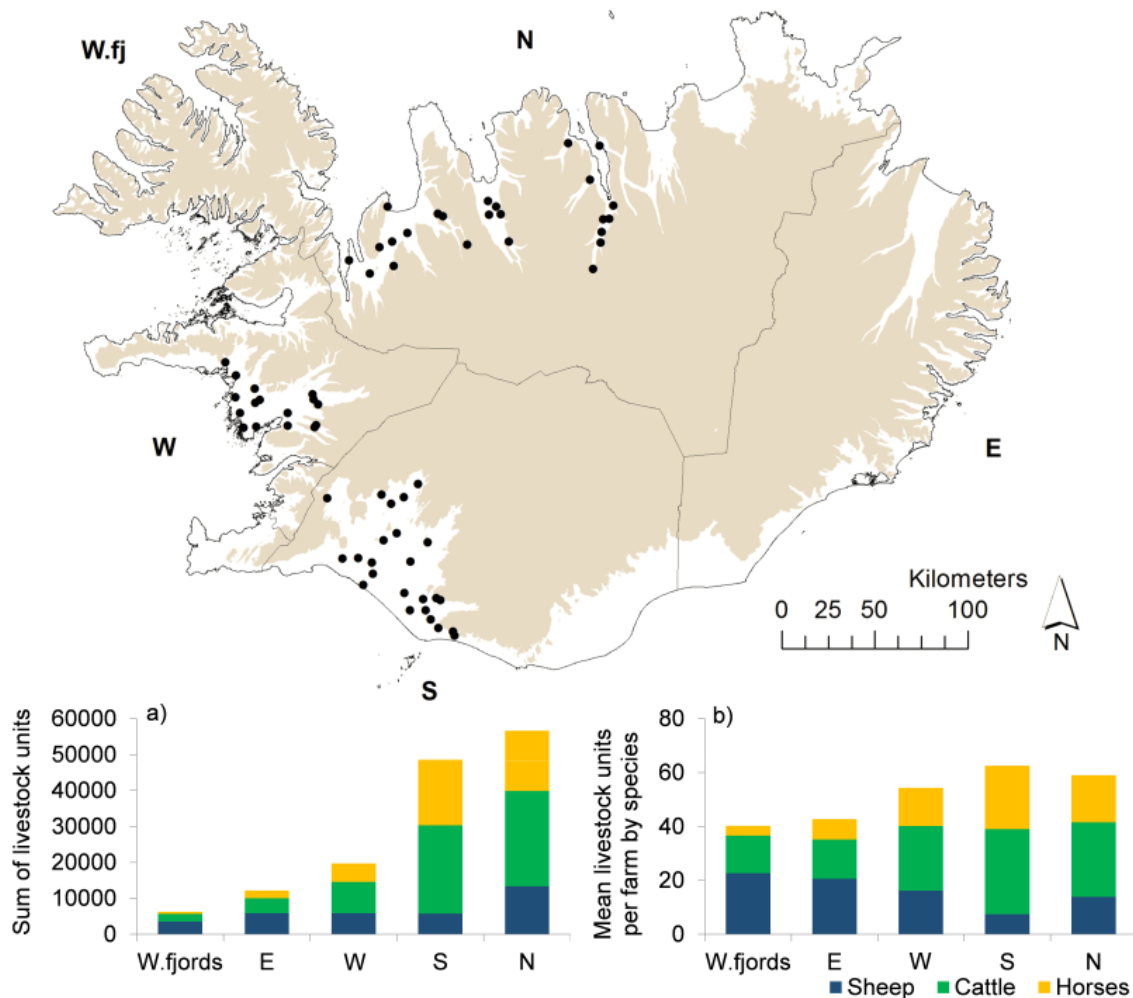 W.fj
N
W
E
S
Kilometers
0 25 50 100
N
a)
Sum of livestock units
60000
50000
40000
30000
20000
10000
0
W.fjords E W S N
b)
Mean livestock units
per farm by species
80
60
40
20
0
W.fjords E W S N
Sheep Cattle Horses